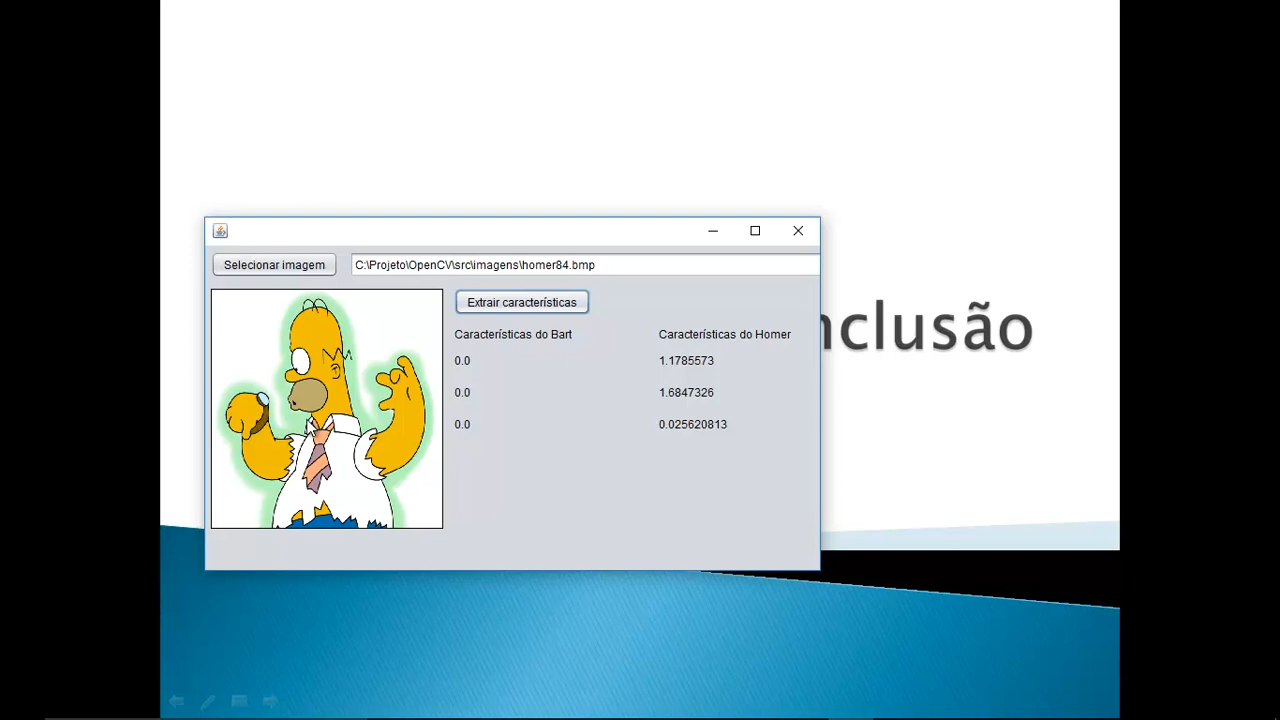 Selecionar imagem C:\Projeto\OpenCV\src\imagens\homer84.bmp
Extrair características
Características do Bart Características do Homer
0.0 1.1785573
0.0 1.6847326
0.0 0.025620813
nclusão